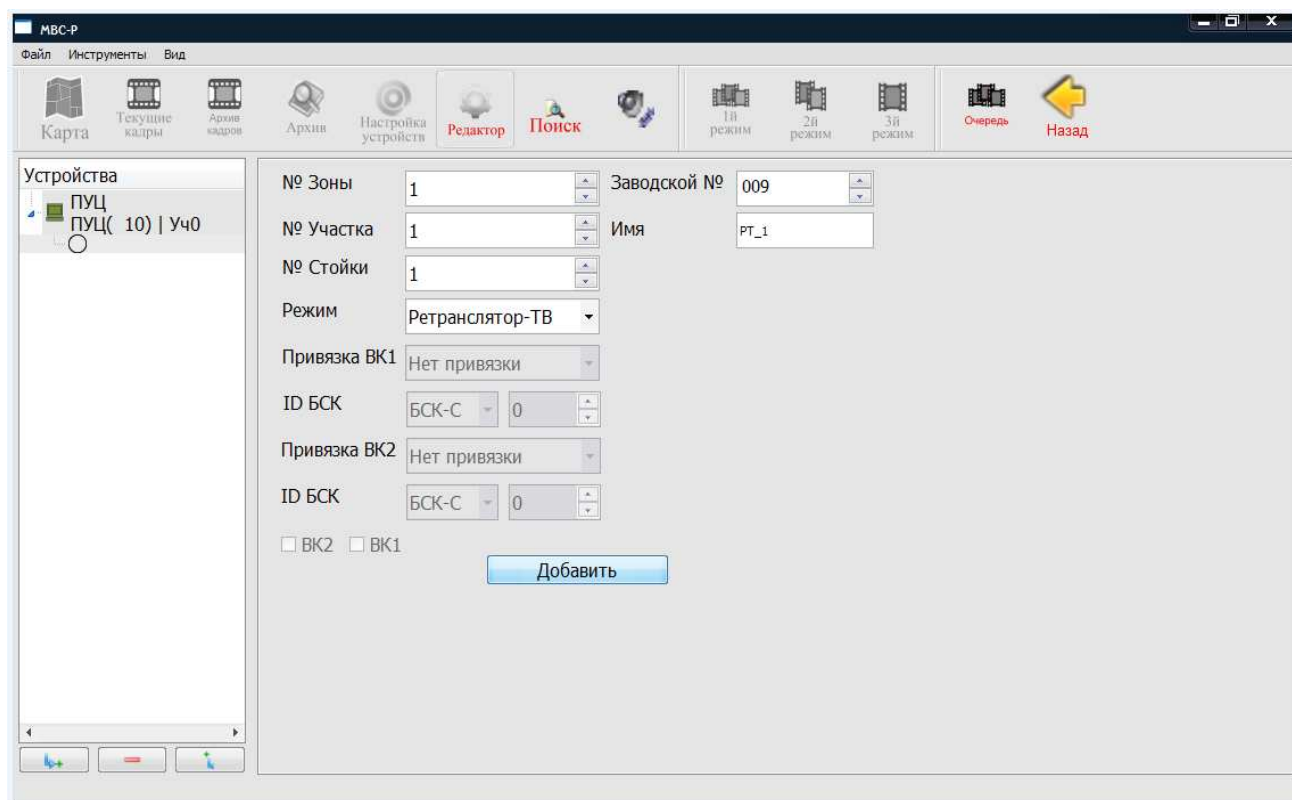 МВС-Р
Файл Инструменты Вид
Карта
Текущие
кадры
Архив
кадров
Архив
Настройка
устройств
Редактор
Поиск
1й
режим
2й
режим
3й
режим
Очередь
Назад
Устройства
ПУЦ
ПУЦ( 10) | Уч0
№ Зоны 1 Заводской № 009
№ Участка 1 Имя РТ_1
№ Стойки 1
Режим Ретранслятор-ТВ
Привязка ВК1 Нет привязки
ID БСК БСК-С 0
Привязка ВК2 Нет привязки
ID БСК БСК-С 0
ВК2 ВК1
Добавить